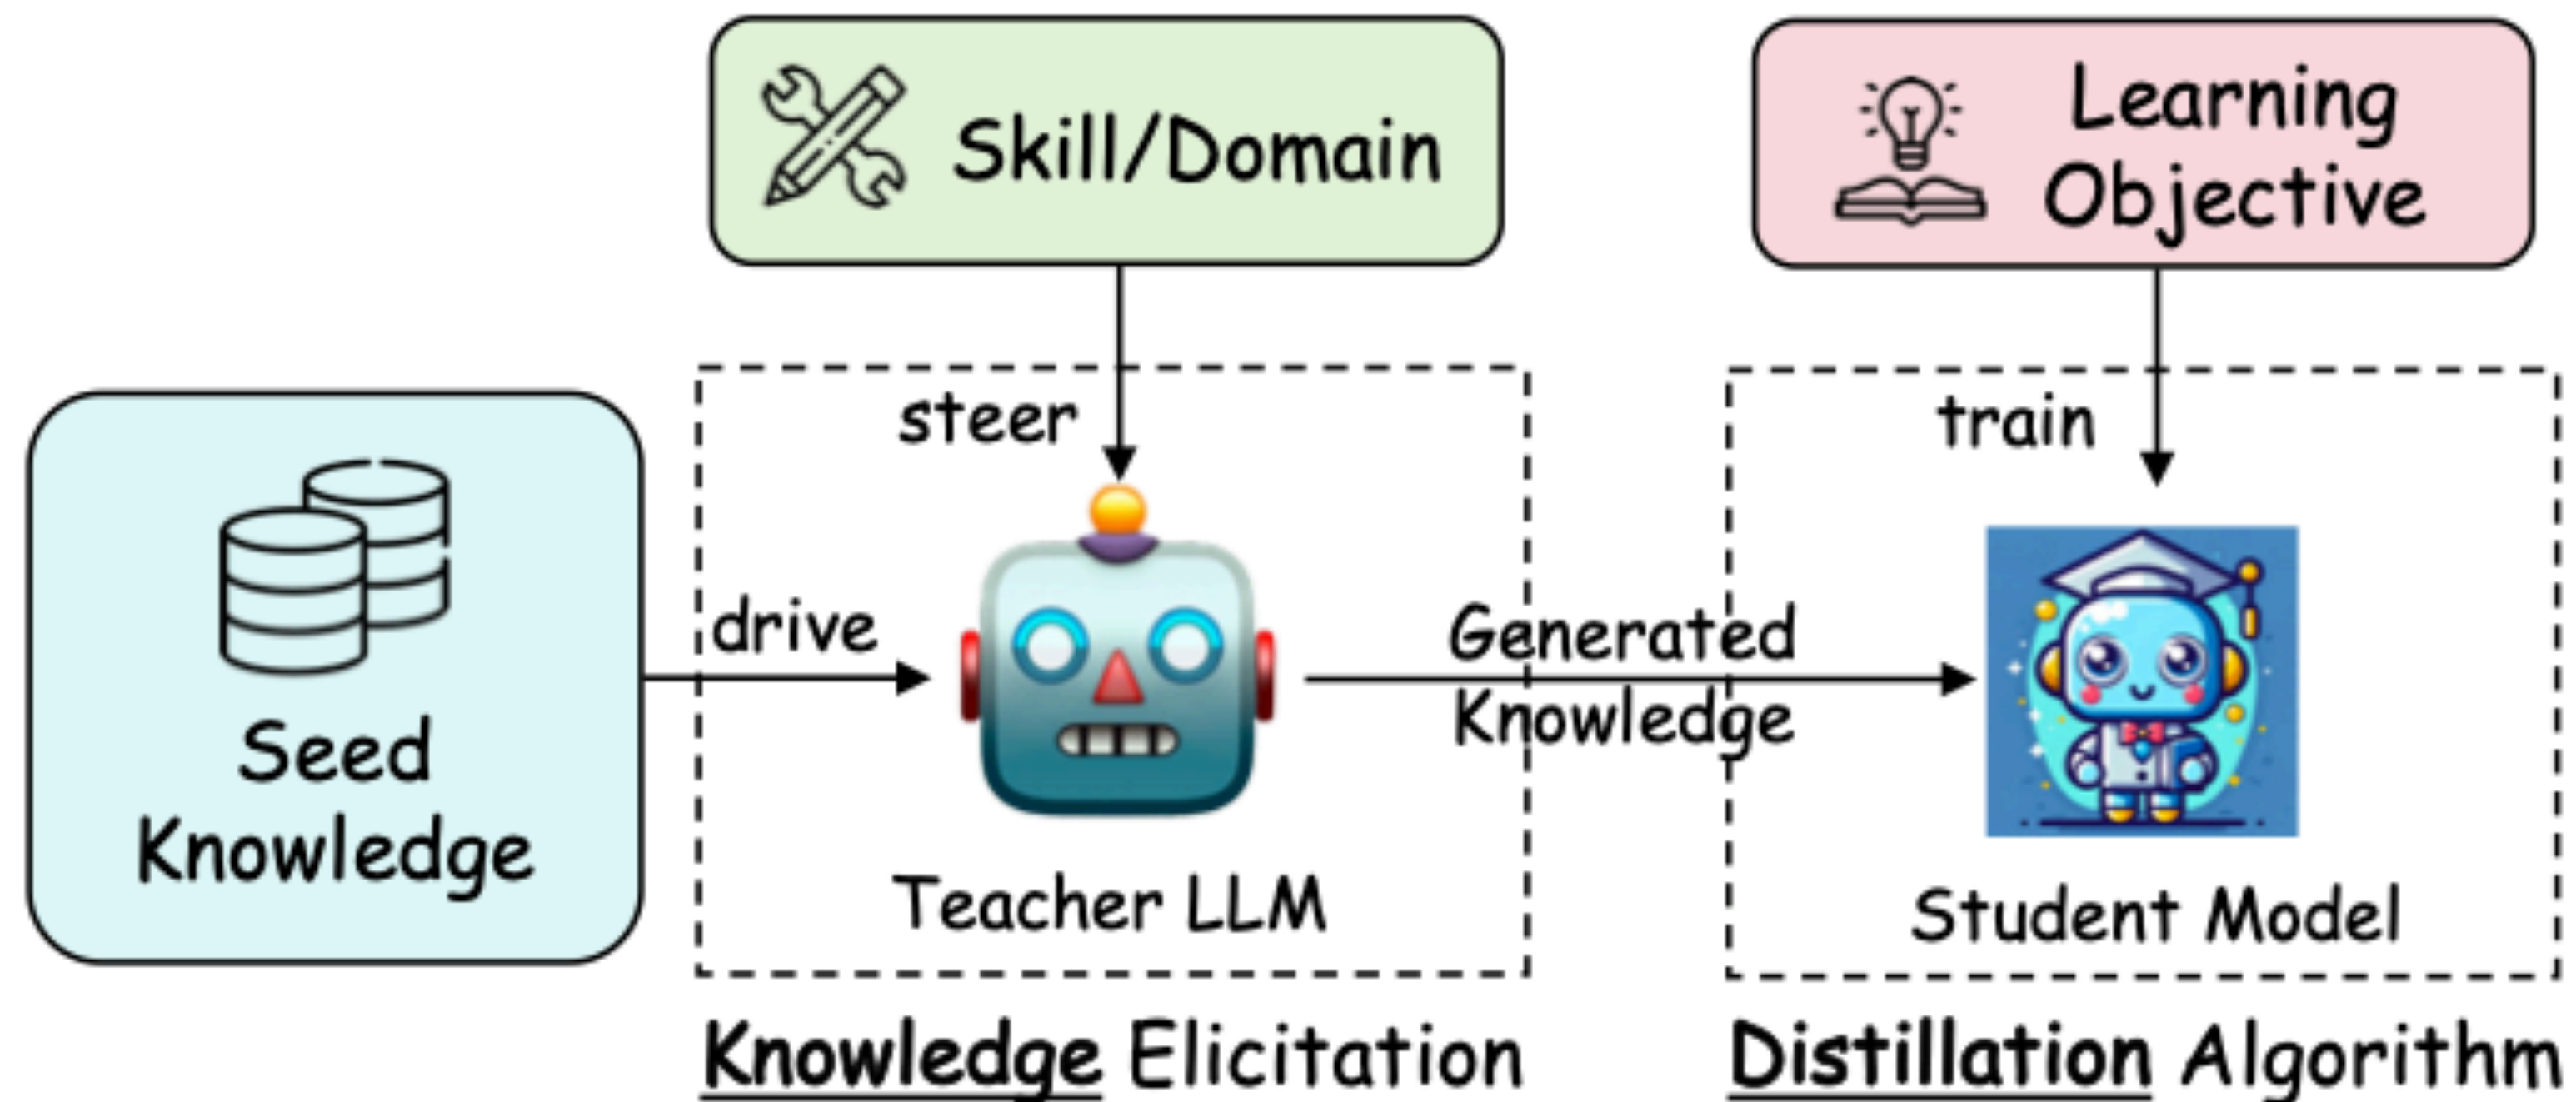 Skill/Domain
Learning
Objective
steer
train
drive
Generated
Knowledge
Seed
Knowledge
Teacher LLM
Student Model
Knowledge Elicitation
Distillation Algorithm